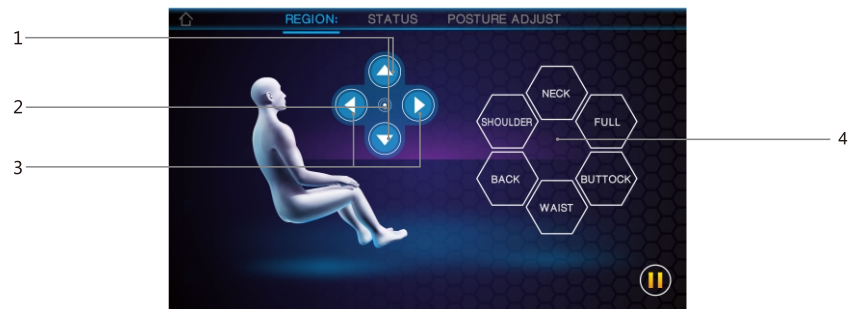 REGION: STATUS POSTURE ADJUST
1
2
3
4
NECK
SHOULDER FULL
BACK BUTTOCK
WAIST